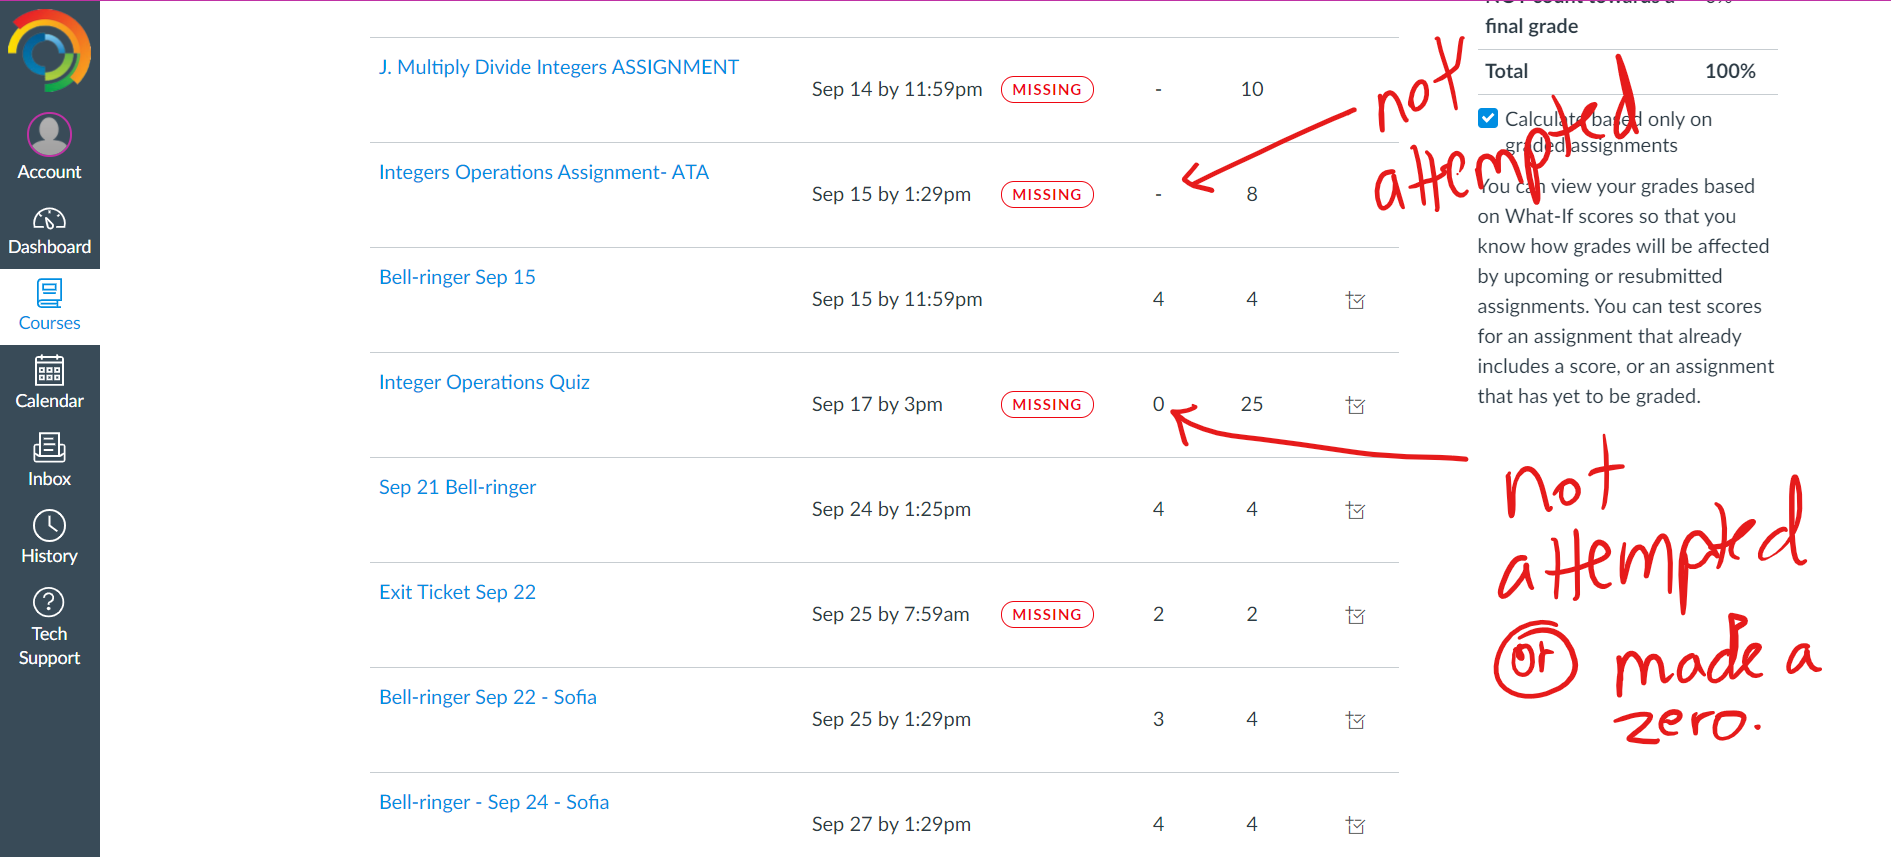 NOT count towards a 0%
final grade
Total 100%
Calculate based only on
graded assignments
You can view your grades based
on What-If scores so that you
know how grades will be affected
by upcoming or resubmitted
assignments. You can test scores
for an assignment that already
includes a score, or an assignment
that has yet to be graded.
Account
Dashboard
Courses
Calendar
Inbox
History
Tech
Support
J. Multiply Divide Integers ASSIGNMENT
Sep 14 by 11:59pm MISSING - 10
Integers Operations Assignment- ATA
Sep 15 by 1:29pm MISSING - 8
Bell-ringer Sep 15
Sep 15 by 11:59pm 4 4
Integer Operations Quiz
Sep 17 by 3pm MISSING 0 25
Sep 21 Bell-ringer
Sep 24 by 1:25pm 4 4
Exit Ticket Sep 22
Sep 25 by 7:59am MISSING 2 2
Bell-ringer Sep 22 - Sofia
Sep 25 by 1:29pm 3 4
Bell-ringer - Sep 24 - Sofia
Sep 27 by 1:29pm 4 4
not
attempted
not
attempted
or made a
zero.